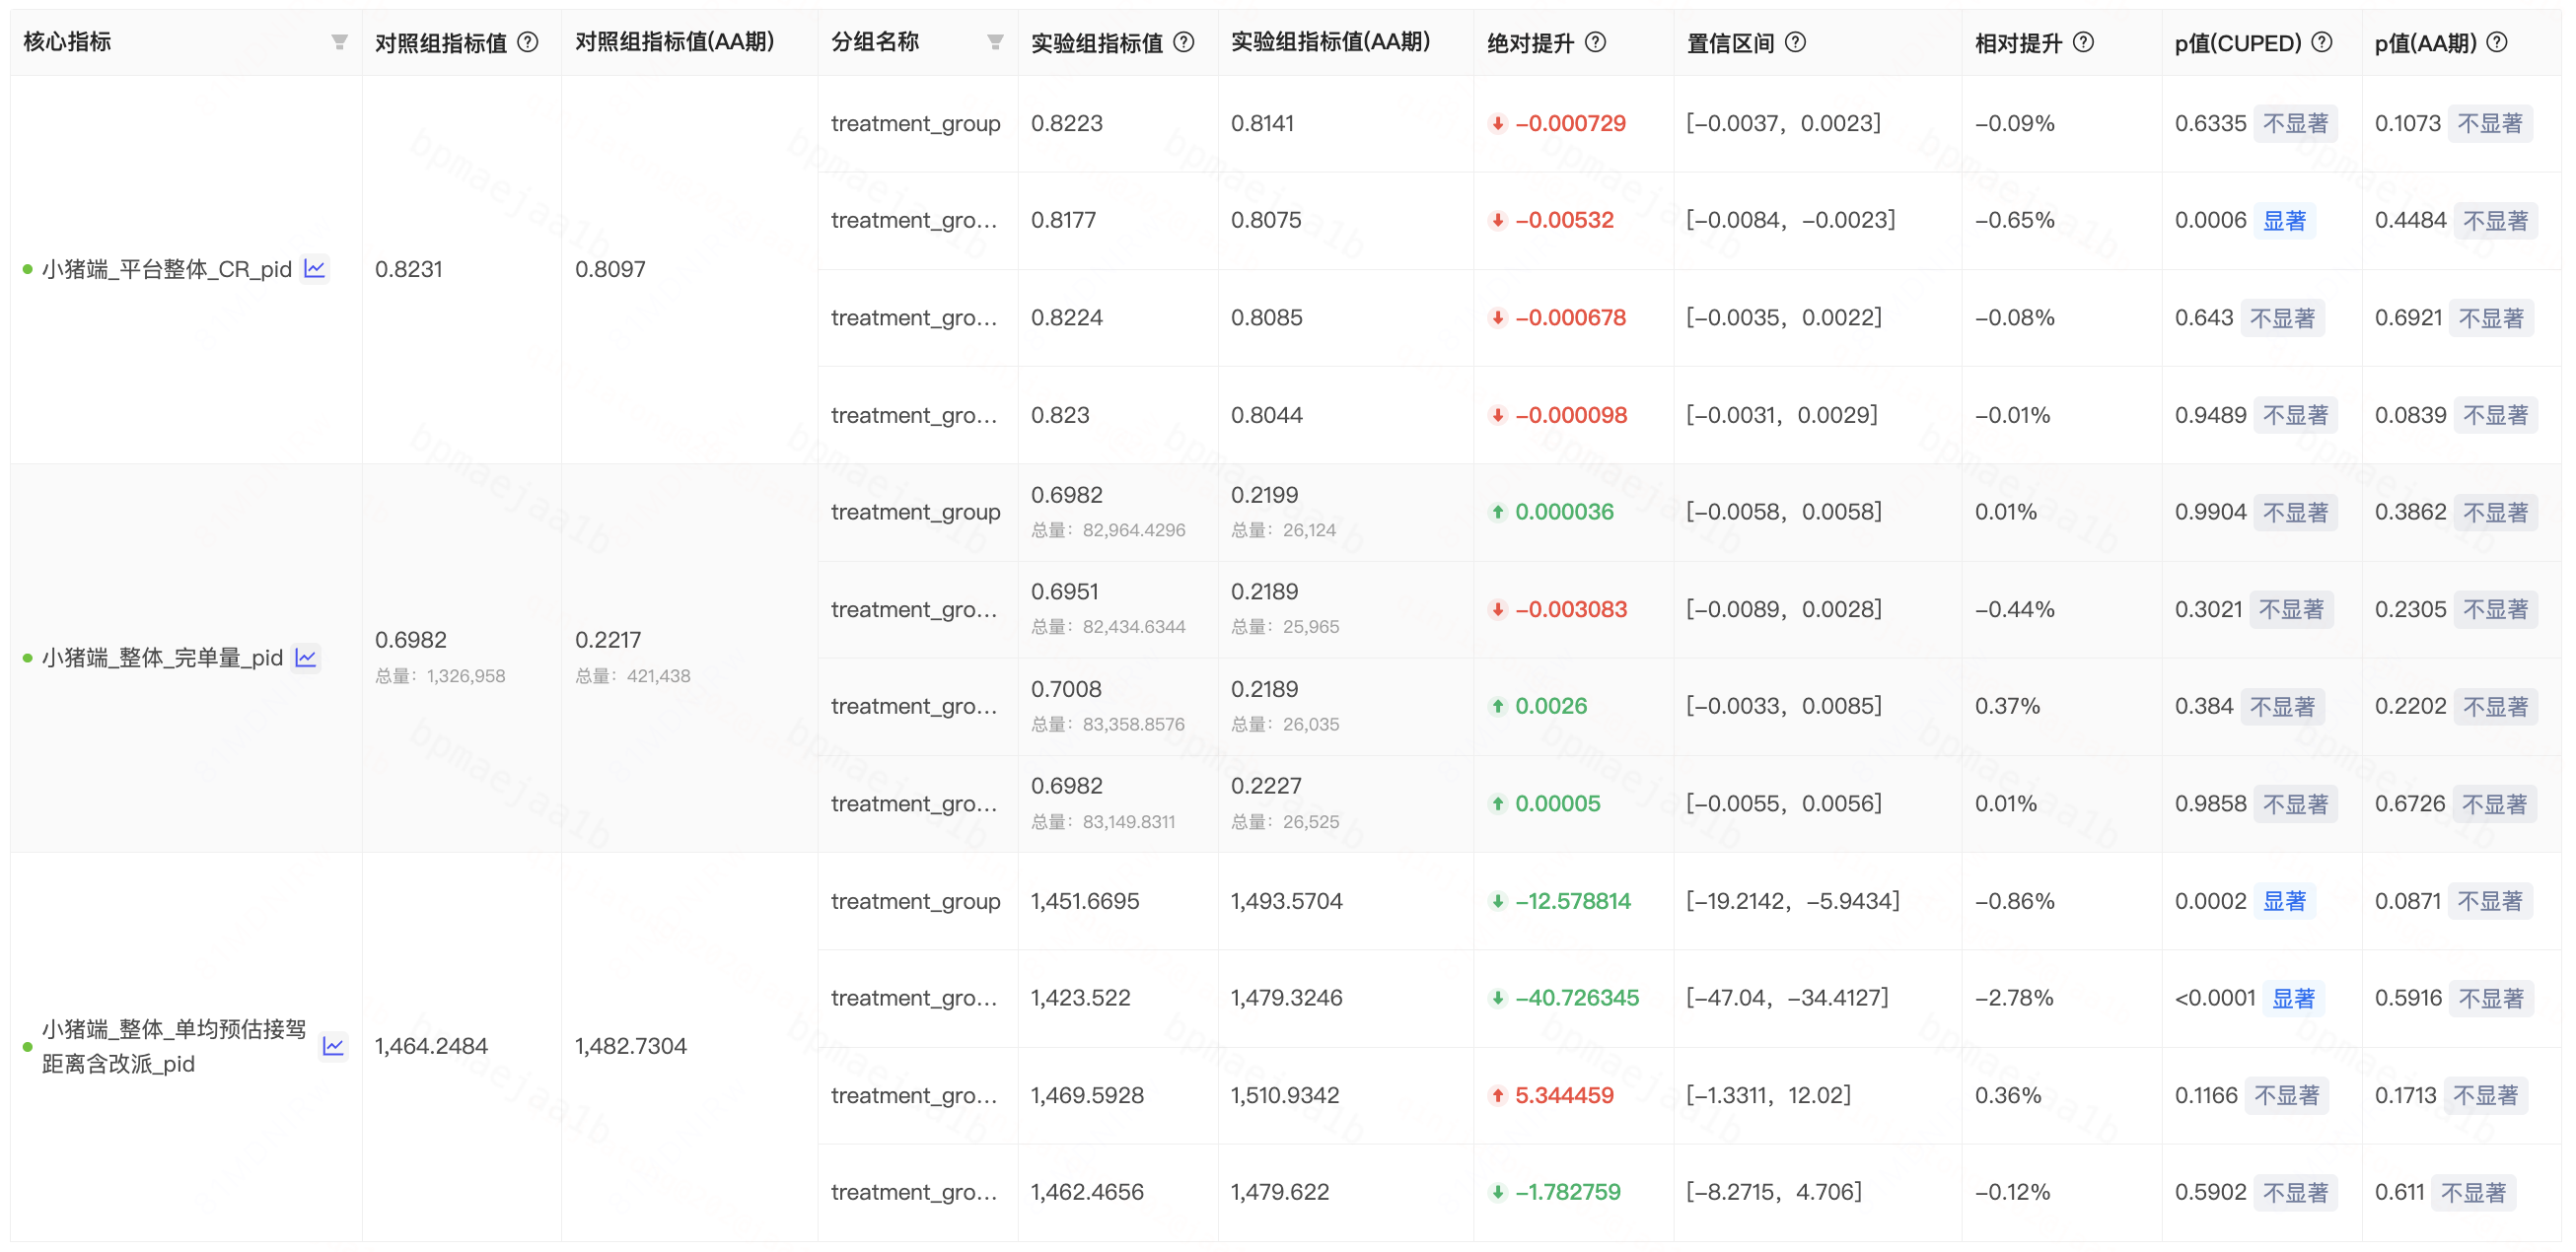 核心指标 对照组指标值 对照组指标值(AA期) 分组名称 实验组指标值 实验组指标值(AA期) 绝对提升 置信区间 相对提升 p值(CUPED) p值(AA期)
小猪端_平台整体_CR_pid 0.8231 0.8097
treatment_group 0.8223 0.8141 -0.000729 [-0.0037, 0.0023] -0.09% 0.6335 不显著 0.1073 不显著
treatment_gro... 0.8177 0.8075 -0.00532 [-0.0084, -0.0023] -0.65% 0.0006 显著 0.4484 不显著
treatment_gro... 0.8224 0.8085 -0.000678 [-0.0035, 0.0022] -0.08% 0.643 不显著 0.6921 不显著
treatment_gro... 0.823 0.8044 -0.000098 [-0.0031, 0.0029] -0.01% 0.9489 不显著 0.0839 不显著
小猪端_整体_完单量_pid 0.6982 0.2217
总量: 1,326,958 总量: 421,438
treatment_group 0.6982 0.2199 0.000036 [-0.0058, 0.0058] 0.01% 0.9904 不显著 0.3862 不显著
总量: 82,964.4296 总量: 26,124
treatment_gro... 0.6951 0.2189 -0.003083 [-0.0089, 0.0028] -0.44% 0.3021 不显著 0.2305 不显著
总量: 82,434.6344 总量: 25,965
treatment_gro... 0.7008 0.2189 0.0026 [-0.0033, 0.0085] 0.37% 0.384 不显著 0.2202 不显著
总量: 83,358.8576 总量: 26,035
treatment_gro... 0.6982 0.2227 0.00005 [-0.0055, 0.0056] 0.01% 0.9858 不显著 0.6726 不显著
总量: 83,149.8311 总量: 26,525
小猪端_整体_单均预估接驾
距离含改派_pid
1,464.2484 1,482.7304
treatment_group 1,451.6695 1,493.5704 -12.578814 [-19.2142, -5.9434] -0.86% 0.0002 显著 0.0871 不显著
treatment_gro... 1,423.522 1,479.3246 -40.726345 [-47.04, -34.4127] -2.78% <0.0001 显著 0.5916 不显著
treatment_gro... 1,469.5928 1,510.9342 5.344459 [-1.3311, 12.02] 0.36% 0.1166 不显著 0.1713 不显著
treatment_gro... 1,462.4656 1,479.622 -1.782759 [-8.2715, 4.706] -0.12% 0.5902 不显著 0.611 不显著
bpmaejaa1b